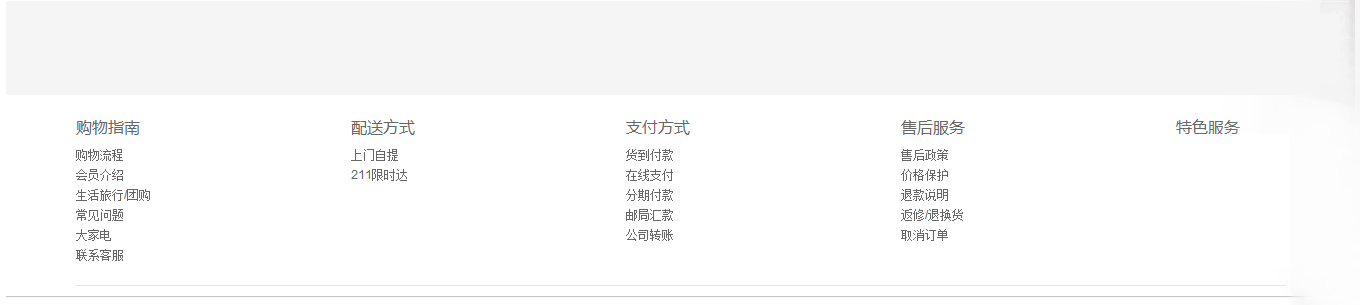 购物指南
购物流程
会员介绍
生活旅行/团购
常见问题
大家电
联系客服
配送方式
上门自提
211限时达
支付方式
货到付款
在线支付
分期付款
邮局汇款
公司转账
售后服务
售后政策
价格保护
退款说明
返修/退换货
取消订单
特色服务